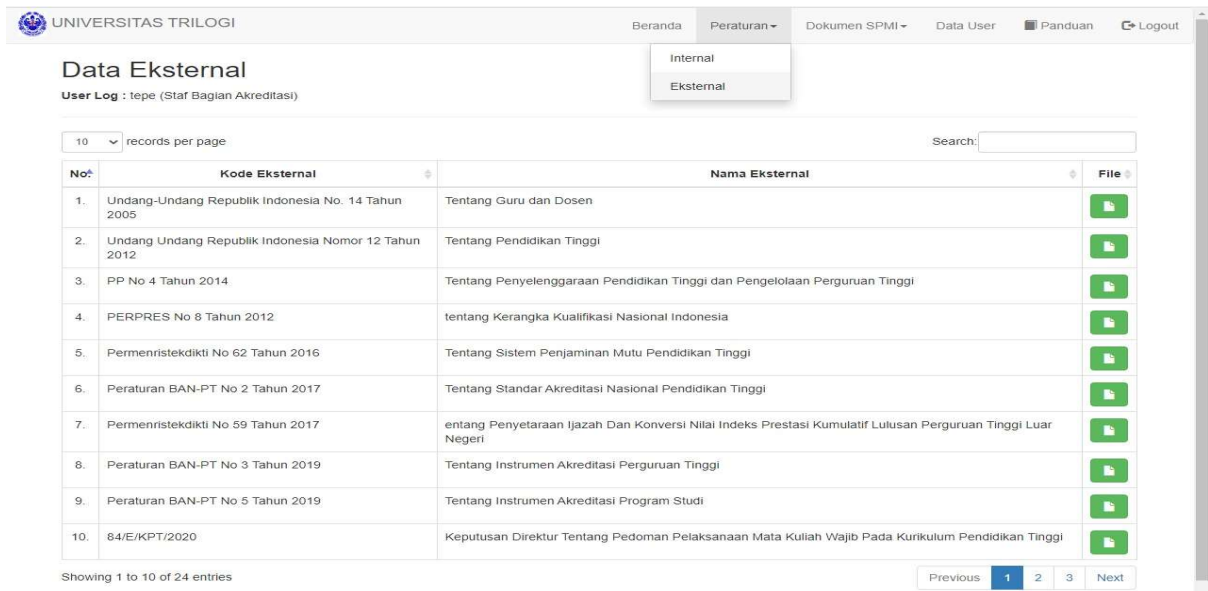 UNIVERSITAS TRILOGI
Beranda Peraturan Dokumen SPMI Data User Panduan Logout
Internal
Eksternal
Data Eksternal
User Log : tepe (Staf Bagian Akreditasi)
10 records per page
Search:
No. Kode Eksternal Nama Eksternal File
1. Undang-Undang Republik Indonesia No. 14 Tahun 2005 Tentang Guru dan Dosen
2. Undang Undang Republik Indonesia Nomor 12 Tahun 2012 Tentang Pendidikan Tinggi
3. PP No 4 Tahun 2014 Tentang Penyelenggaraan Pendidikan Tinggi dan Pengelolaan Perguruan Tinggi
4. PERPRES No 8 Tahun 2012 tentang Kerangka Kualifikasi Nasional Indonesia
5. Permenristekdikti No 62 Tahun 2016 Tentang Sistem Penjaminan Mutu Pendidikan Tinggi
6. Peraturan BAN-PT No 2 Tahun 2017 Tentang Standar Akreditasi Nasional Pendidikan Tinggi
7. Permenristekdikti No 59 Tahun 2017 entang Penyetaraan Ijazah Dan Konversi Nilai Indeks Prestasi Kumulatif Lulusan Perguruan Tinggi Luar Negeri
8. Peraturan BAN-PT No 3 Tahun 2019 Tentang Instrumen Akreditasi Perguruan Tinggi
9. Peraturan BAN-PT No 5 Tahun 2019 Tentang Instrumen Akreditasi Program Studi
10. 84/E/KPT/2020 Keputusan Direktur Tentang Pedoman Pelaksanaan Mata Kuliah Wajib Pada Kurikulum Pendidikan Tinggi
Showing 1 to 10 of 24 entries
Previous 1 2 3 Next